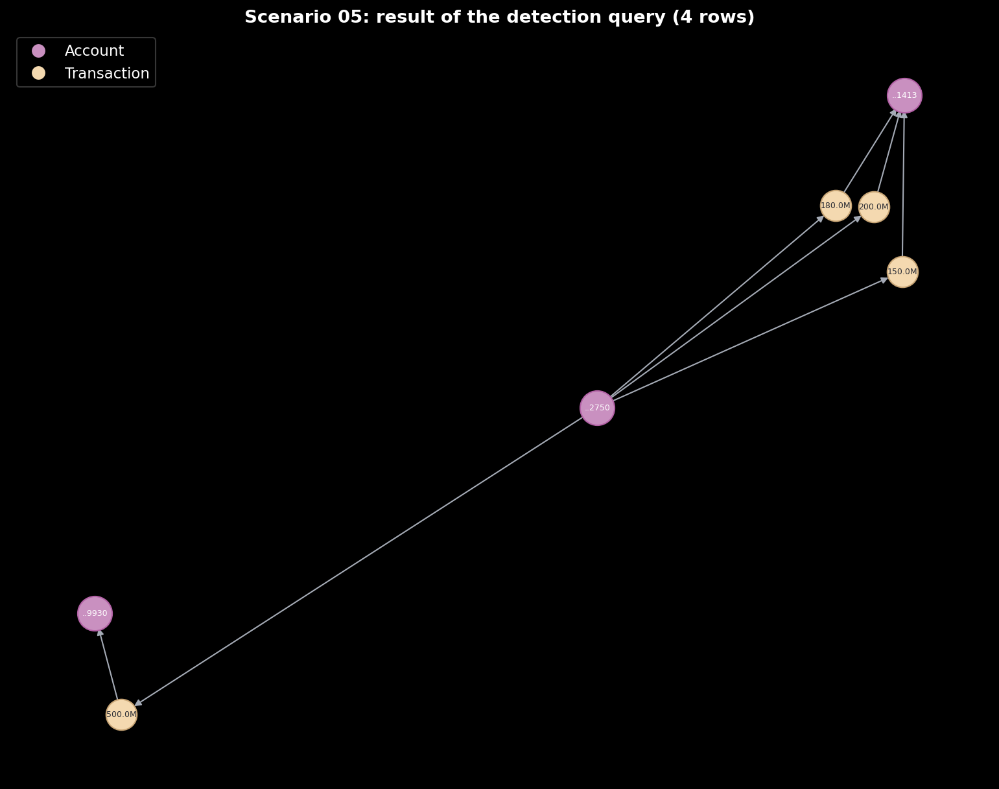 Scenario 05: result of the detection query (4 rows)
Account
Transaction
..1413
180.0M
200.0M
150.0M
..2750
..9930
500.0M